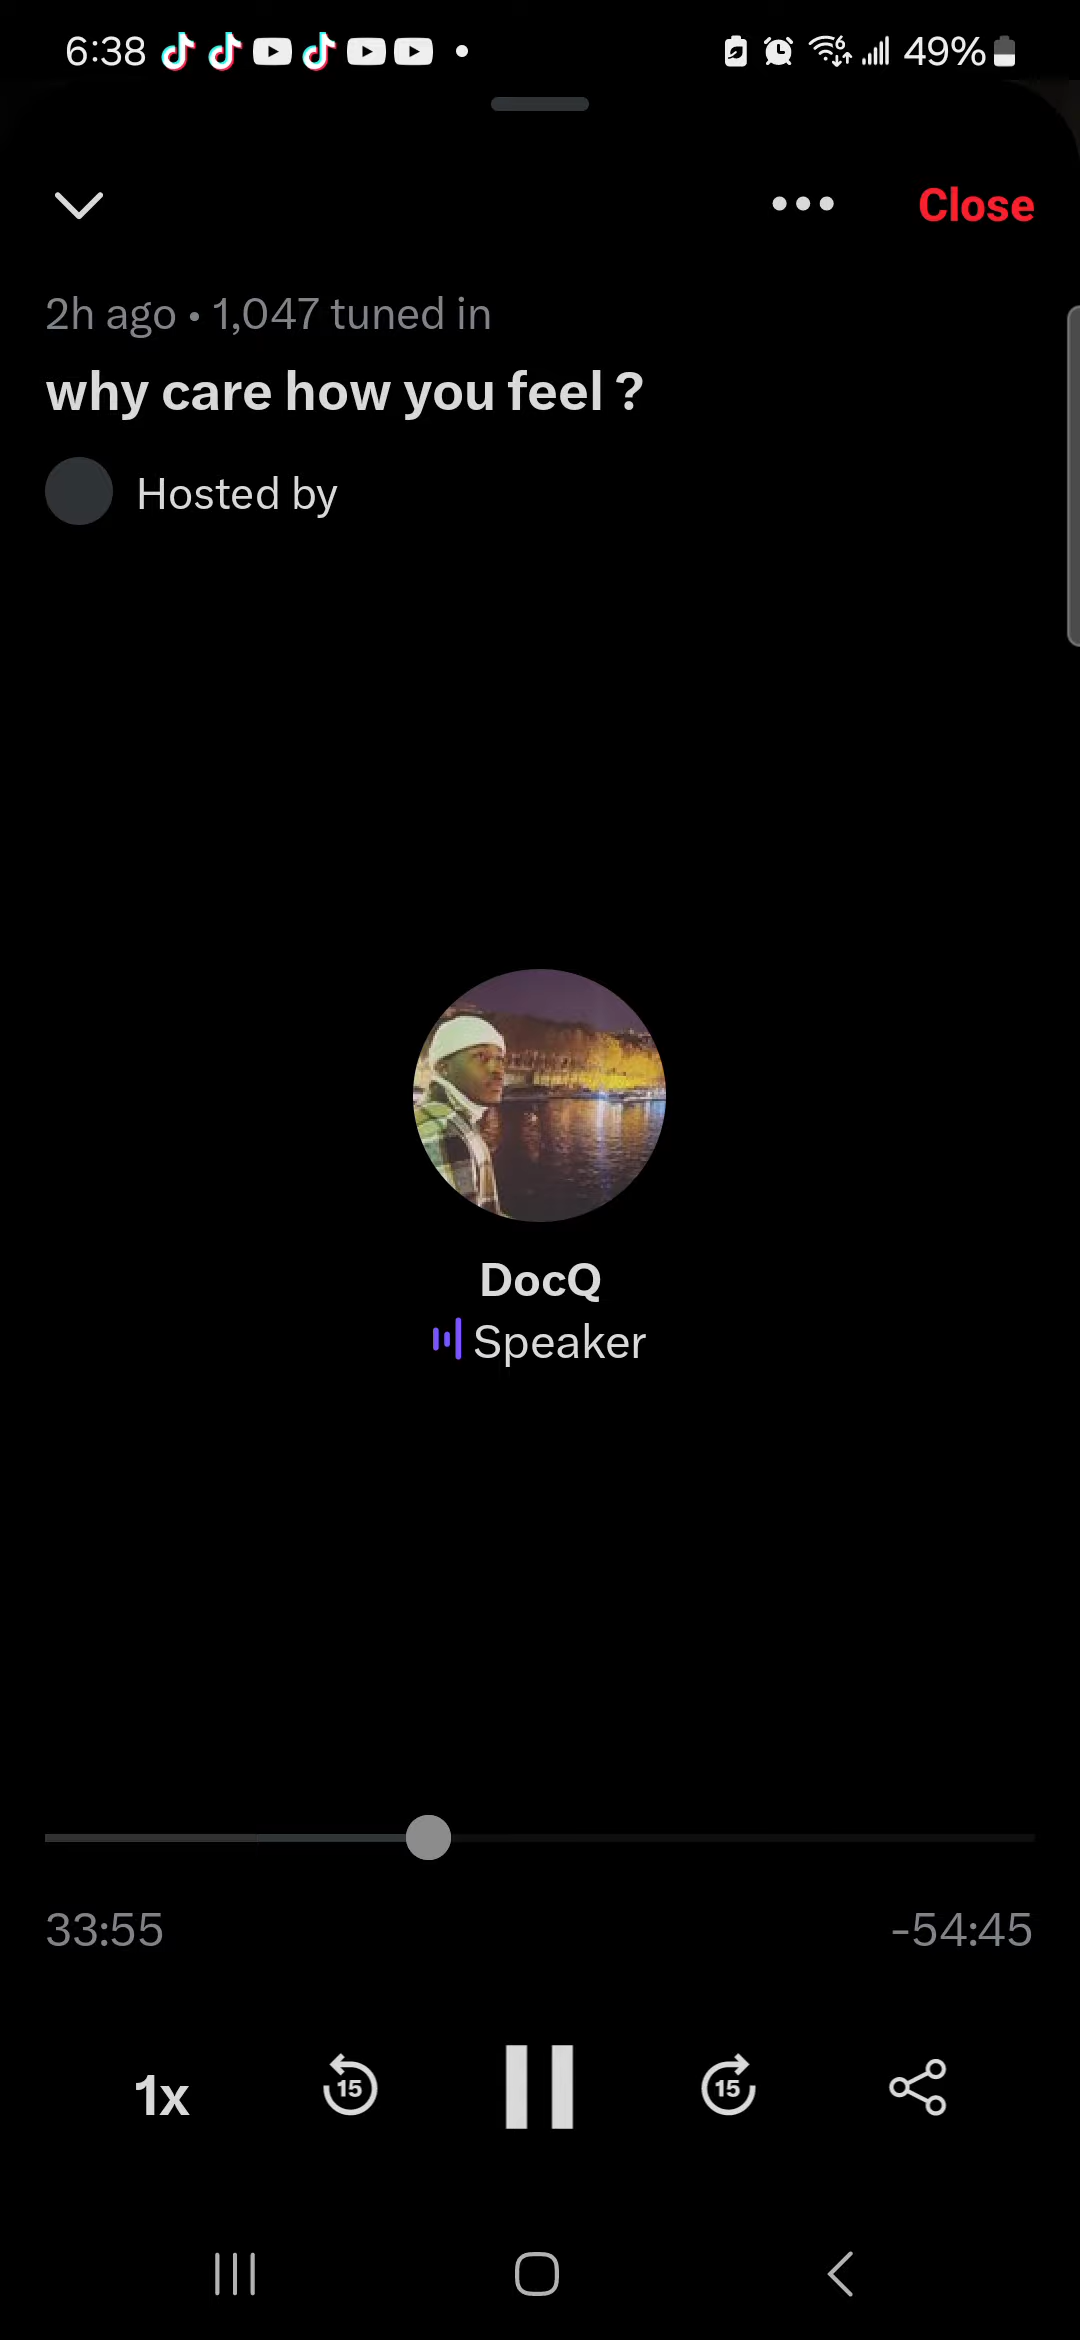 6:38 49%
Close
2h ago • 1,047 tuned in
why care how you feel ?
Hosted by
DocQ
Speaker
33:55 -54:45
1x 15 15